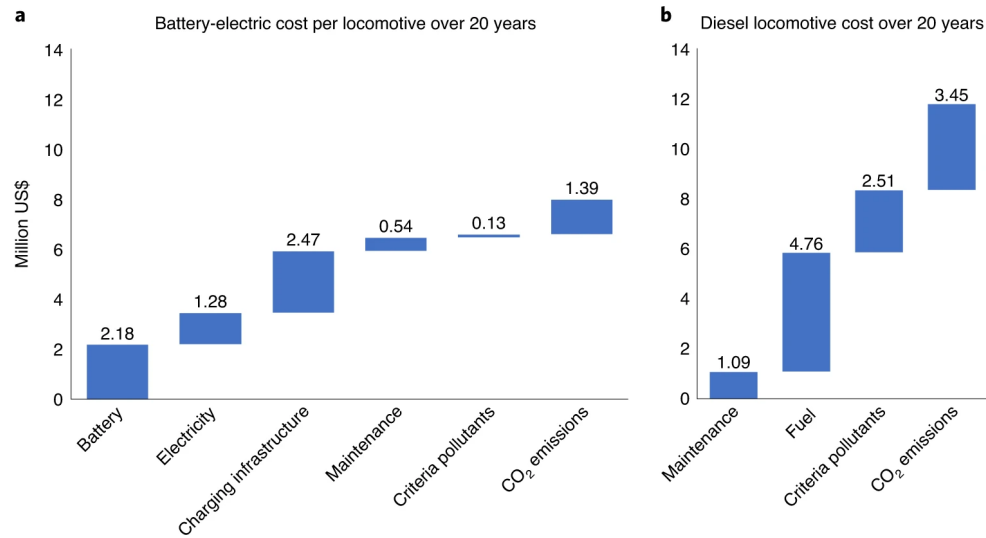 a
Battery-electric cost per locomotive over 20 years
Million US$
14
12
10
8
6
4
2
0
2.18
1.28
2.47
0.54
0.13
1.39
Battery
Electricity
Charging infrastructure
Maintenance
Criteria pollutants
CO₂ emissions
b
Diesel locomotive cost over 20 years
14
12
10
8
6
4
2
0
1.09
4.76
2.51
3.45
Maintenance
Fuel
Criteria pollutants
CO₂ emissions